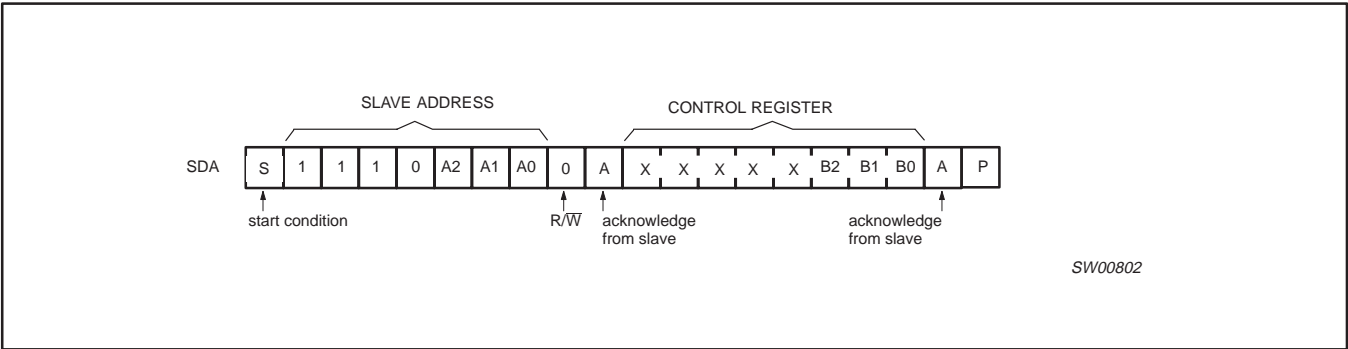 SLAVE ADDRESS CONTROL REGISTER
SDA S 1 1 1 0 A2 A1 A0 0 A X X X X X B2 B1 B0 A P
start condition R/W̅ acknowledge from slave acknowledge from slave
SW00802